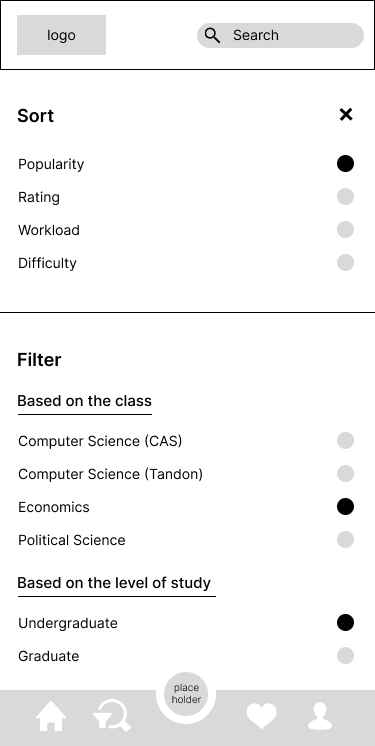 logo
Search
Sort
Popularity
Rating
Workload
Difficulty
Filter
Based on the class
Computer Science (CAS)
Computer Science (Tandon)
Economics
Political Science
Based on the level of study
Undergraduate
Graduate
place
holder